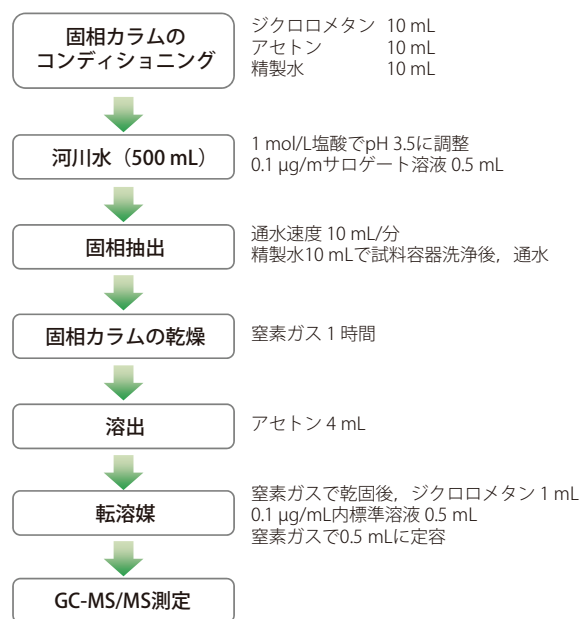 固相カラムの
コンディショニング
ジクロロメタン 10 mL
アセトン 10 mL
精製水 10 mL
河川水（500 mL）
1 mol/L塩酸でpH 3.5に調整
0.1 μg/mサロゲート溶液 0.5 mL
固相抽出
通水速度 10 mL/分
精製水10 mLで試料容器洗浄後，通水
固相カラムの乾燥
窒素ガス 1 時間
溶出
アセトン 4 mL
転溶媒
窒素ガスで乾固後，ジクロロメタン 1 mL
0.1 μg/mL内標準溶液 0.5 mL
窒素ガスで0.5 mLに定容
GC-MS/MS測定